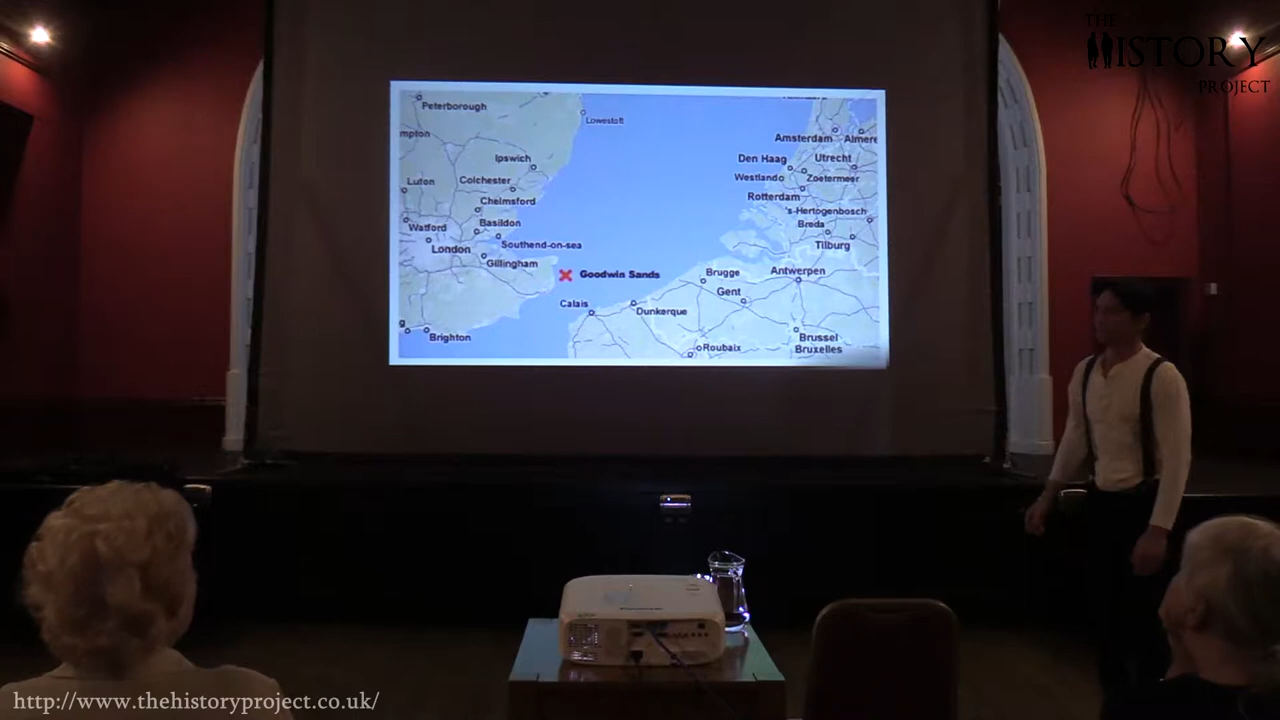 THE
HISTORY
PROJECT
Peterborough
Lowestoft
mpton
Amsterdam
Almere
Ipswich
Den Haag
Utrecht
Luton
Colchester
Westlando
Zoetermeer
Chelmsford
Rotterdam
's-Hertogenbosch
Watford
Basildon
Breda
London
Southend-on-sea
Tilburg
Gillingham
Goodwin Sands
Brugge
Antwerpen
Calais
Gent
Dunkerque
g
Brighton
Roubaix
Brussel
Bruxelles
http://www.thehistoryproject.co.uk/